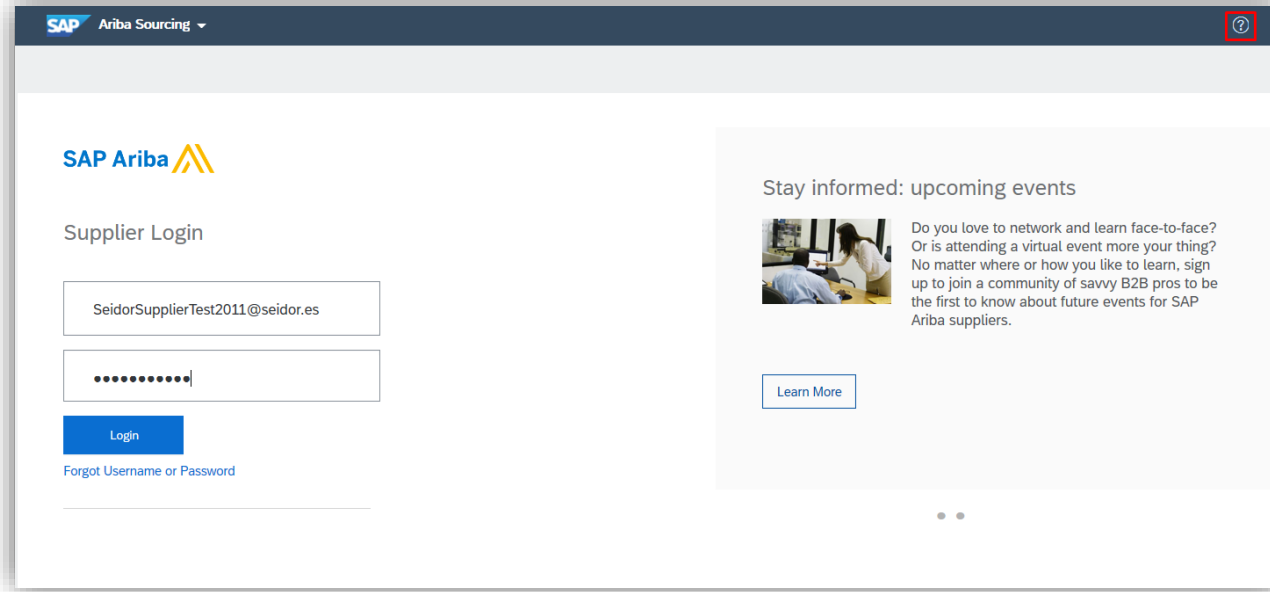 SAP Ariba Sourcing
?
SAP Ariba
Supplier Login
SeidorSupplierTest2011@seidor.es
•••••••••••
Login
Forgot Username or Password
Stay informed: upcoming events
Do you love to network and learn face-to-face?
Or is attending a virtual event more your thing?
No matter where or how you like to learn, sign
up to join a community of savvy B2B pros to be
the first to know about future events for SAP
Ariba suppliers.
Learn More